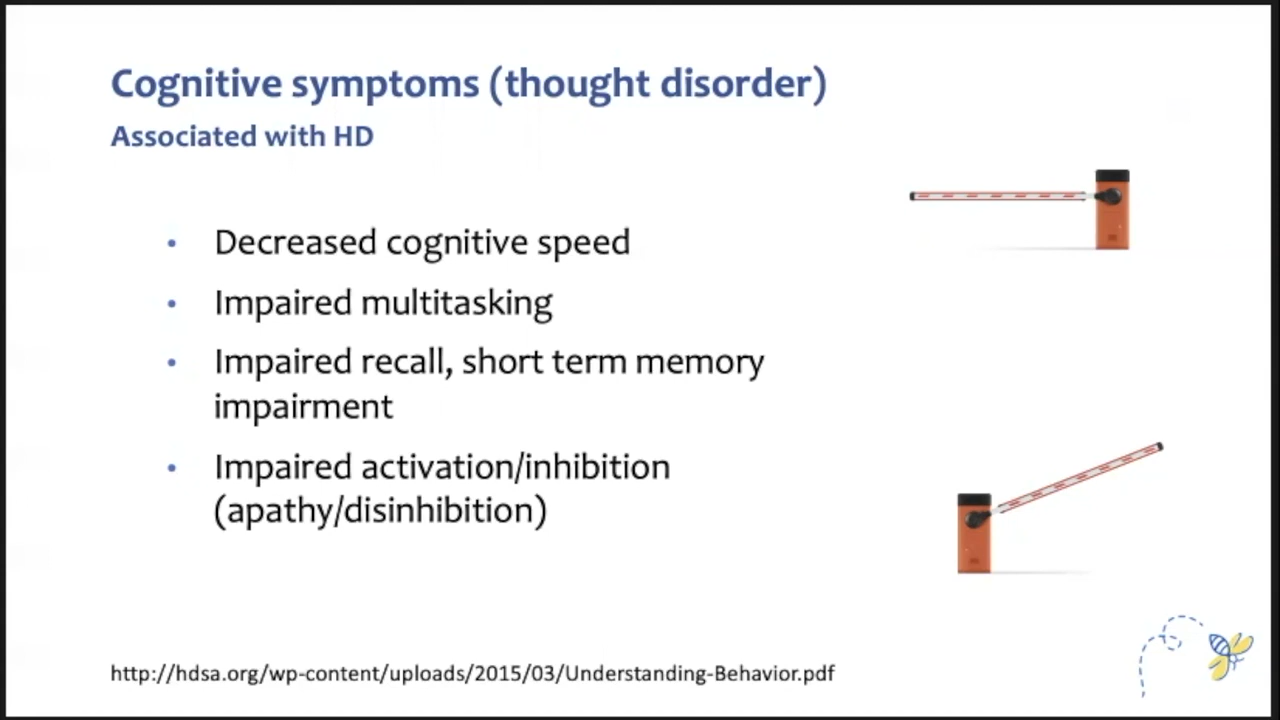 Cognitive symptoms (thought disorder)
Associated with HD
• Decreased cognitive speed
• Impaired multitasking
• Impaired recall, short term memory
impairment
• Impaired activation/inhibition
(apathy/disinhibition)
http://hdsa.org/wp-content/uploads/2015/03/Understanding-Behavior.pdf